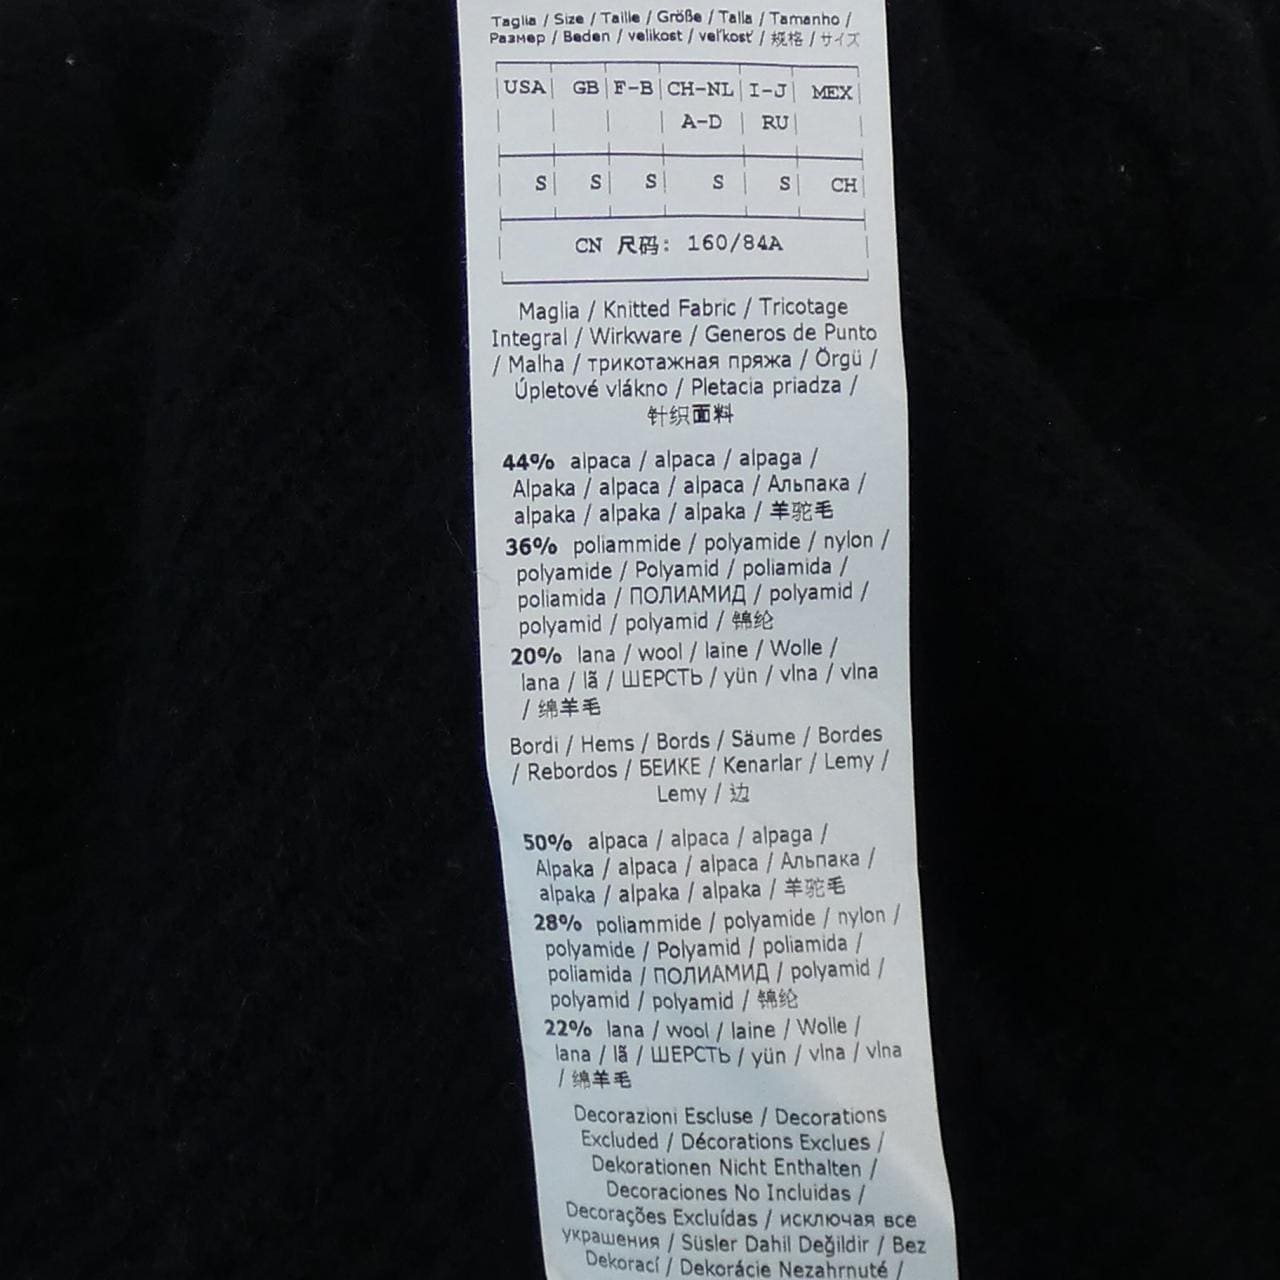 Taglia / Size / Taille / Größe / Talla / Tamanho /
Размер / Beden / velikost / veľkosť / 规格 / サイズ
USA GB F-B CH-NL I-J MEX
A-D RU
S S S S S CH
CN 尺码: 160/84A
Maglia / Knitted Fabric / Tricotage
Integral / Wirkware / Generos de Punto
/ Malha / трикотажная пряжа / Örgü /
Úpletové vlákno / Pletacia priadza /
针织面料
44% alpaca / alpaca / alpaga /
Alpaka / alpaca / alpaca / Альпака /
alpaka / alpaka / alpaka / 羊驼毛
36% poliammide / polyamide / nylon /
polyamide / Polyamid / poliamida /
poliamida / ПОЛИАМИД / polyamid /
polyamid / polyamid / 锦纶
20% lana / wool / laine / Wolle /
lana / lã / ШЕРСТЬ / yün / vlna / vlna
/ 绵羊毛
Bordi / Hems / Bords / Säume / Bordes
/ Rebordos / БЕИКЕ / Kenarlar / Lemy /
Lemy / 边
50% alpaca / alpaca / alpaga /
Alpaka / alpaca / alpaca / Альпака /
alpaka / alpaka / alpaka / 羊驼毛
28% poliammide / polyamide / nylon /
polyamide / Polyamid / poliamida /
poliamida / ПОЛИАМИД / polyamid /
polyamid / polyamid / 锦纶
22% lana / wool / laine / Wolle /
lana / lã / ШЕРСТЬ / yün / vlna / vlna
/ 绵羊毛
Decorazioni Escluse / Decorations
Excluded / Décorations Exclues /
Dekorationen Nicht Enthalten /
Decoraciones No Incluidas /
Decorações Excluídas / исключая все
украшения / Süsler Dahil Değildir / Bez
Dekorací / Dekorácie Nezahrnuté /